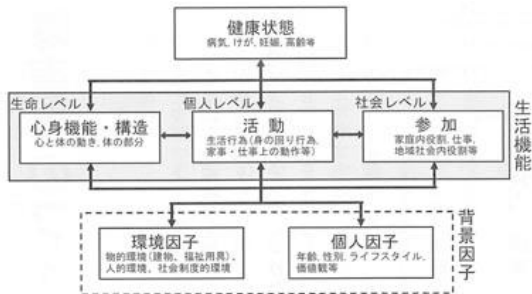 健康状態
病気, けが, 妊娠, 高齢等
生命レベル
個人レベル
社会レベル
心身機能・構造
心と体の動き, 体の部分
活動
生活行為(身の回り行為,
家事・仕事上の動作等)
参加
家庭内役割, 仕事,
地域社会内役割等
生活機能
環境因子
物的環境(建物、福祉用具)、
人的環境、社会制度的環境
個人因子
年齢, 性別, ライフスタイル,
価値観等
背景因子